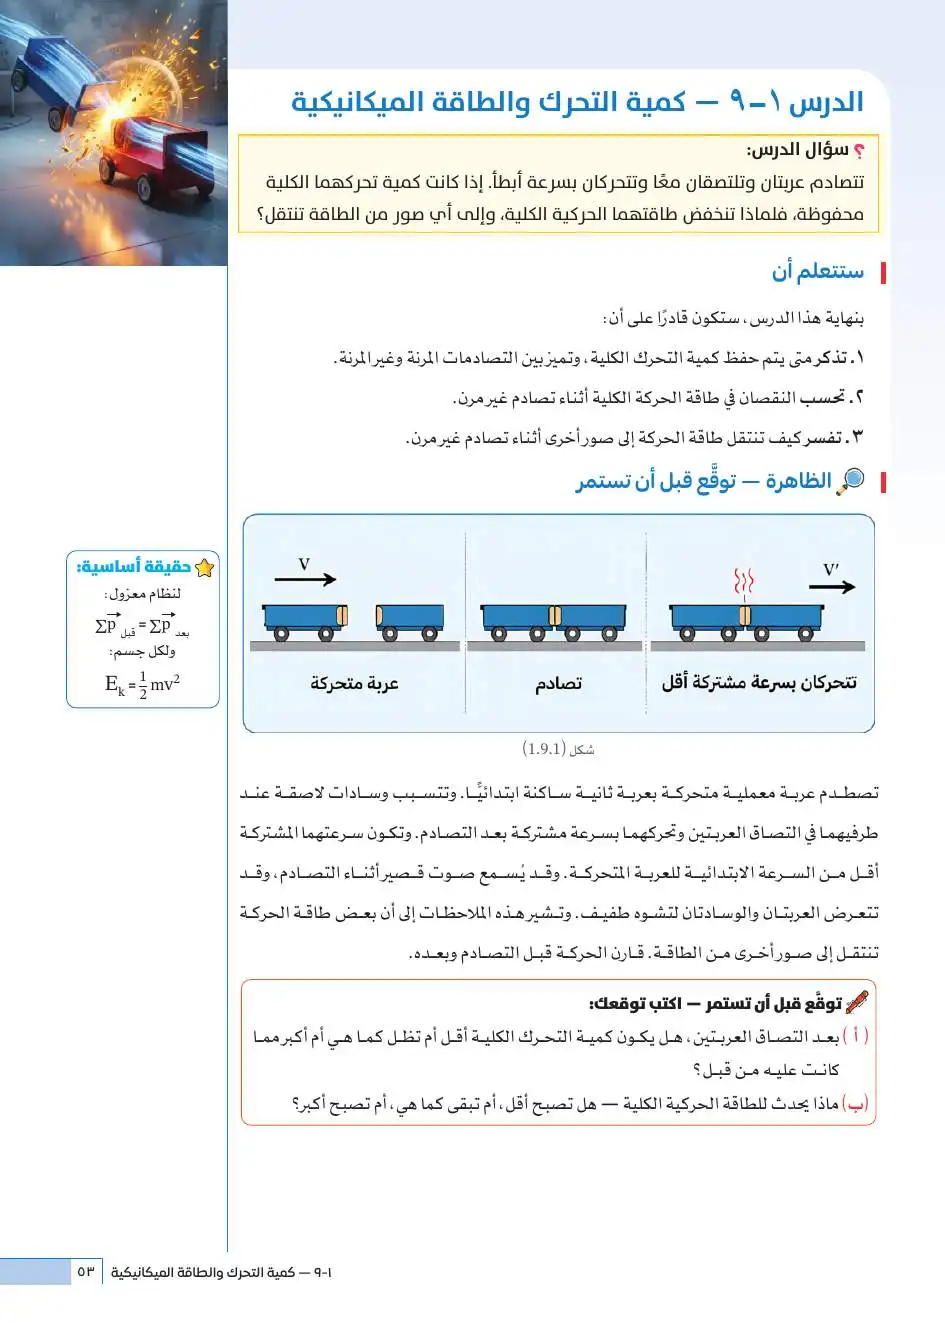 الدرس ١-٩ — كمية التحرك والطاقة الميكانيكية
؟ سؤال الدرس:
تتصادم عربتان وتلتصقان معًا وتتحركان بسرعة أبطأ. إذا كانت كمية تحركهما الكلية
محفوظة، فلماذا تنخفض طاقتهما الحركية الكلية، وإلى أي صور من الطاقة تنتقل؟
ستتعلم أن
بنهاية هذا الدرس، ستكون قادرًا على أن:
١. تذكر متى يتم حفظ كمية التحرك الكلية، وتميز بين التصادمات المرنة وغير المرنة.
٢. تحسب النقصان في طاقة الحركة الكلية أثناء تصادم غير مرن.
٣. تفسر كيف تنتقل طاقة الحركة إلى صور أخرى أثناء تصادم غير مرن.
الظاهرة — توقَّع قبل أن تستمر
V
V′
عربة متحركة
تصادم
تتحركان بسرعة مشتركة أقل
شكل (1.9.1)
حقيقة أساسية:
لنظام معزول:
Σp⃗ قبل = Σp⃗ بعد
ولكل جسم:
Eₖ = ½ mv²
تصطدم عربة معملية متحركة بعربة ثانية ساكنة ابتدائيًّا. وتتسبب وسادات لاصقة عند
طرفيهما في التصاق العربتين وتحركهما بسرعة مشتركة بعد التصادم. وتكون سرعتهما المشتركة
أقل من السرعة الابتدائية للعربة المتحركة. وقد يُسمع صوت قصير أثناء التصادم، وقد
تتعرض العربتان والوسادتان لتشوه طفيف. وتشير هذه الملاحظات إلى أن بعض طاقة الحركة
تنتقل إلى صور أخرى من الطاقة. قارن الحركة قبل التصادم وبعده.
توقَّع قبل أن تستمر — اكتب توقعك:
(أ) بعد التصاق العربتين، هل يكون كمية التحرك الكلية أقل أم تظل كما هي أم أكبر مما
كانت عليه من قبل؟
(ب) ماذا يحدث للطاقة الحركية الكلية — هل تصبح أقل، أم تبقى كما هي، أم تصبح أكبر؟
١-٩ — كمية التحرك والطاقة الميكانيكية
٥٣